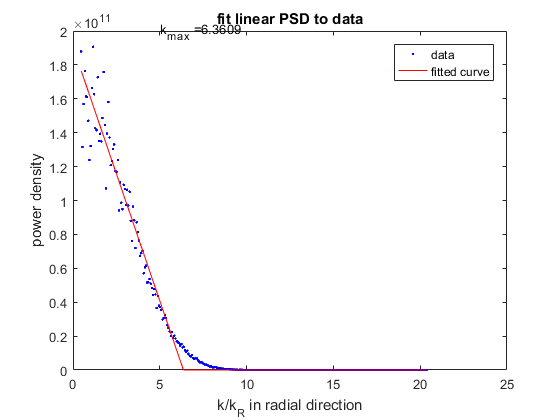 fit linear PSD to data
×10^11
k_max =6.3609
data
fitted curve
2
1.8
1.6
1.4
1.2
1
0.8
0.6
0.4
0.2
0
power density
0 5 10 15 20 25
k/k_R in radial direction